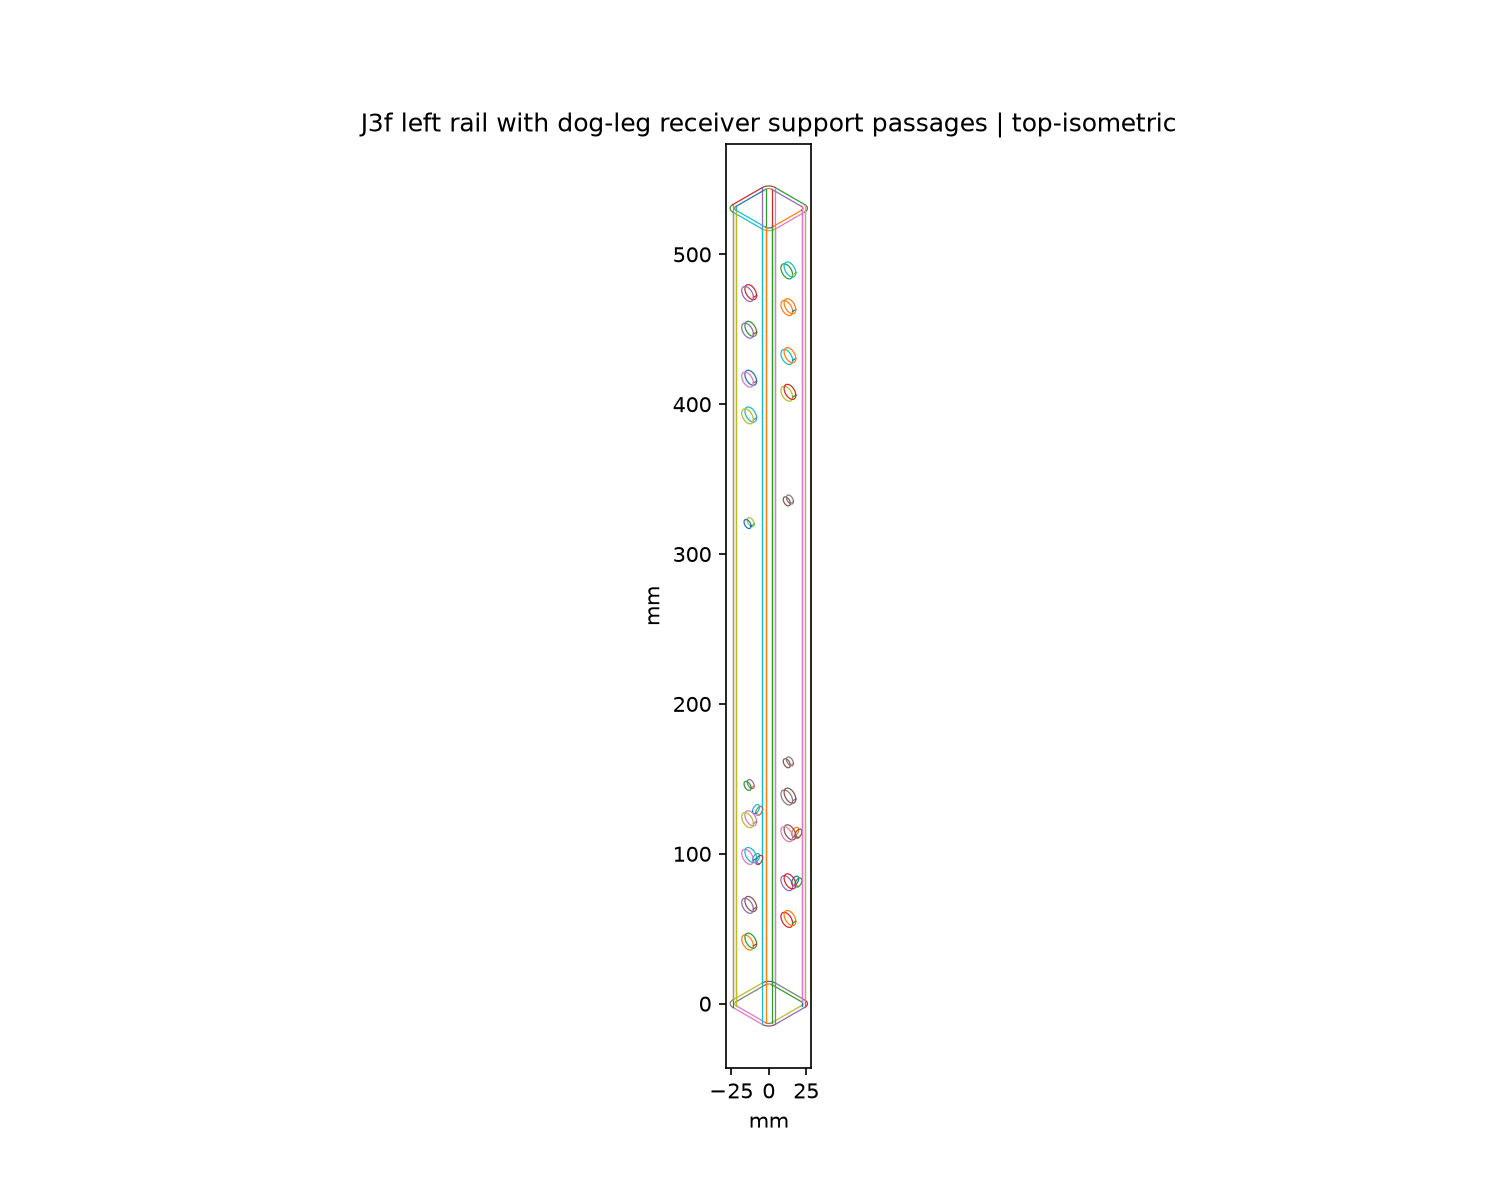 J3f left rail with dog-leg receiver support passages | top-isometric
500
400
300
200
100
0
mm
−25 0 25
mm